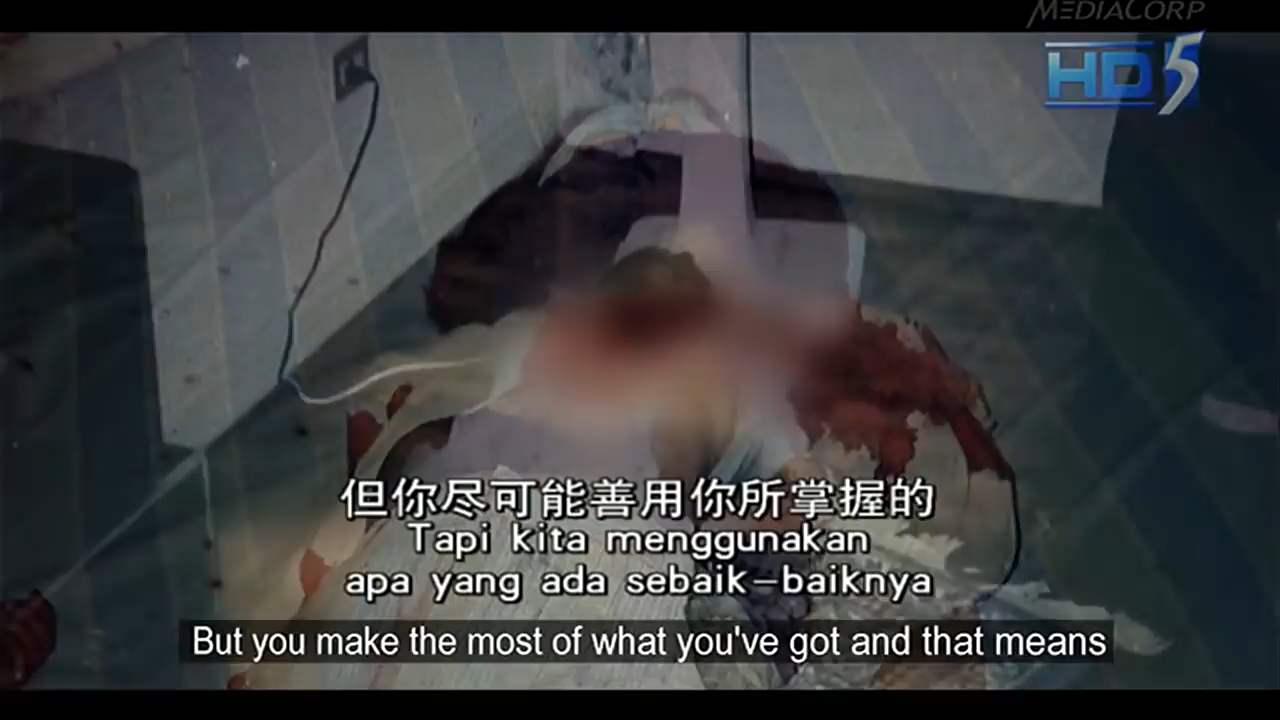 MEDIACORP
HD5
但你尽可能善用你所掌握的
Tapi kita menggunakan
apa yang ada sebaik-baiknya
But you make the most of what you've got and that means